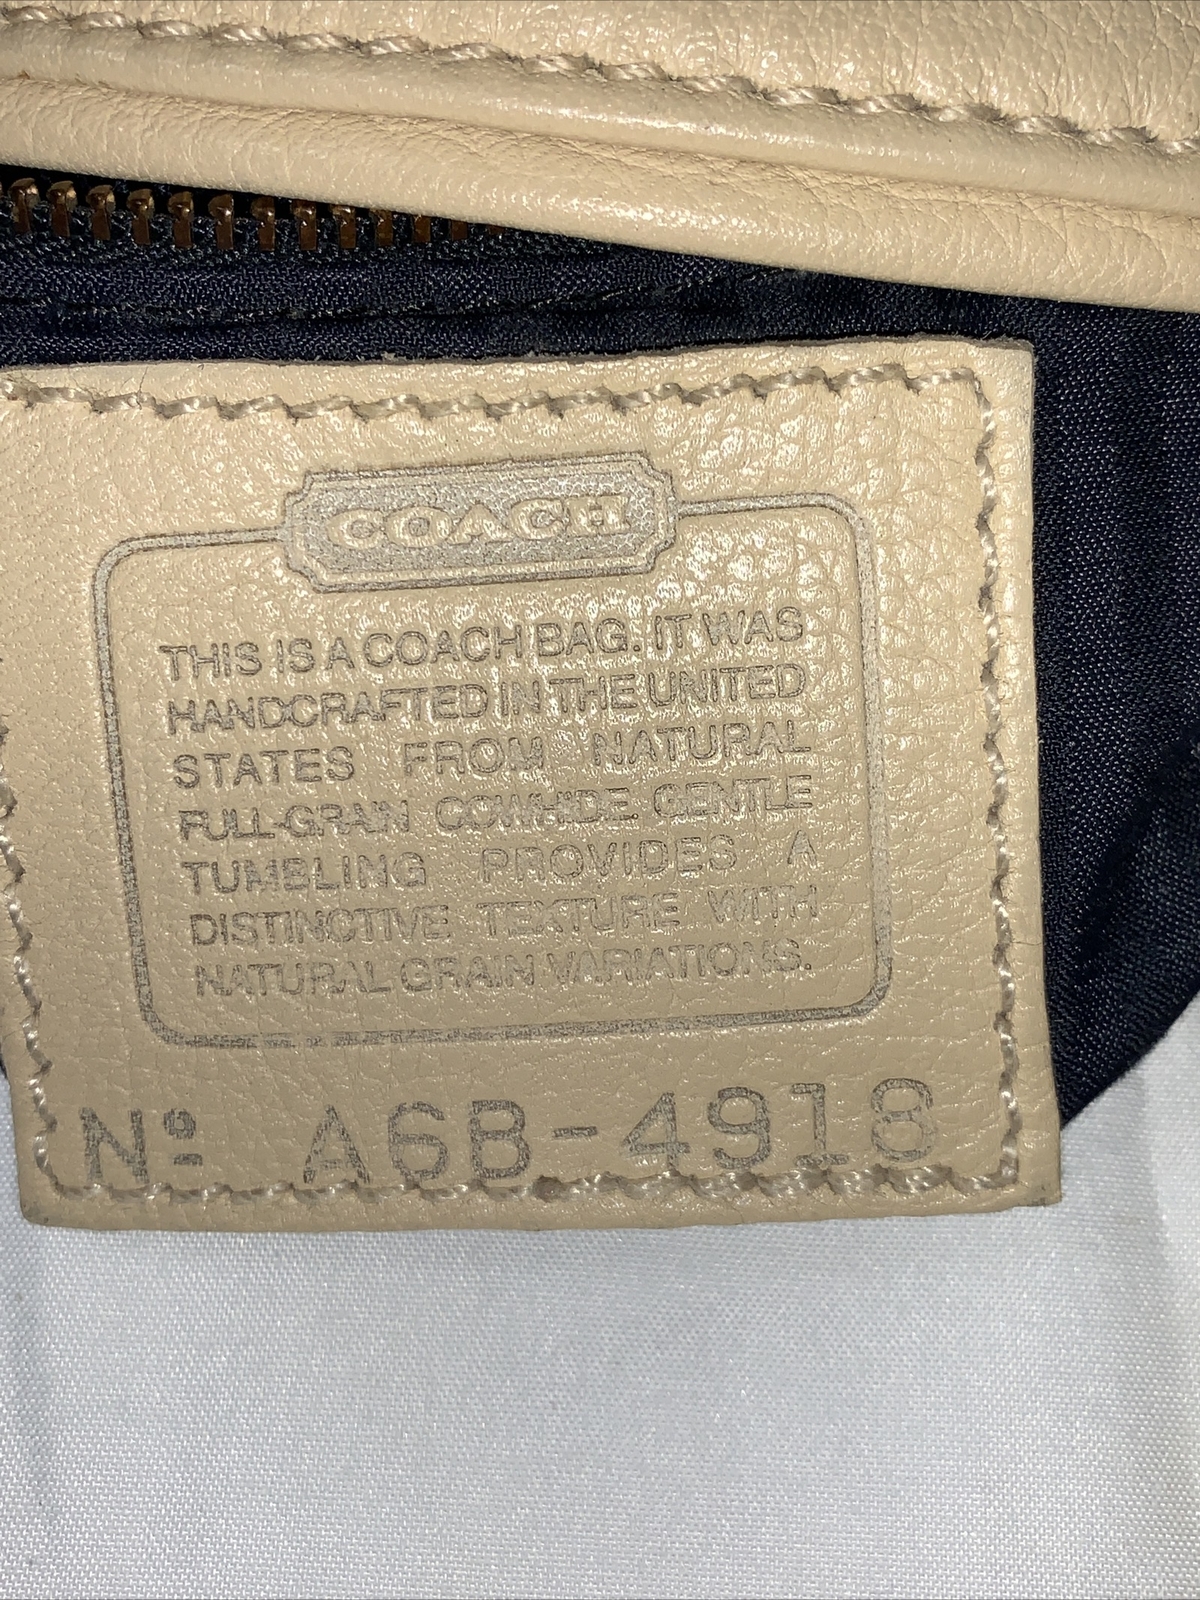 COACH
THIS IS A COACH BAG. IT WAS
HANDCRAFTED IN THE UNITED
STATES FROM NATURAL
FULL-GRAIN COWHIDE. GENTLE
TUMBLING PROVIDES A
DISTINCTIVE TEXTURE WITH
NATURAL GRAIN VARIATIONS.
Nº A6B-4918